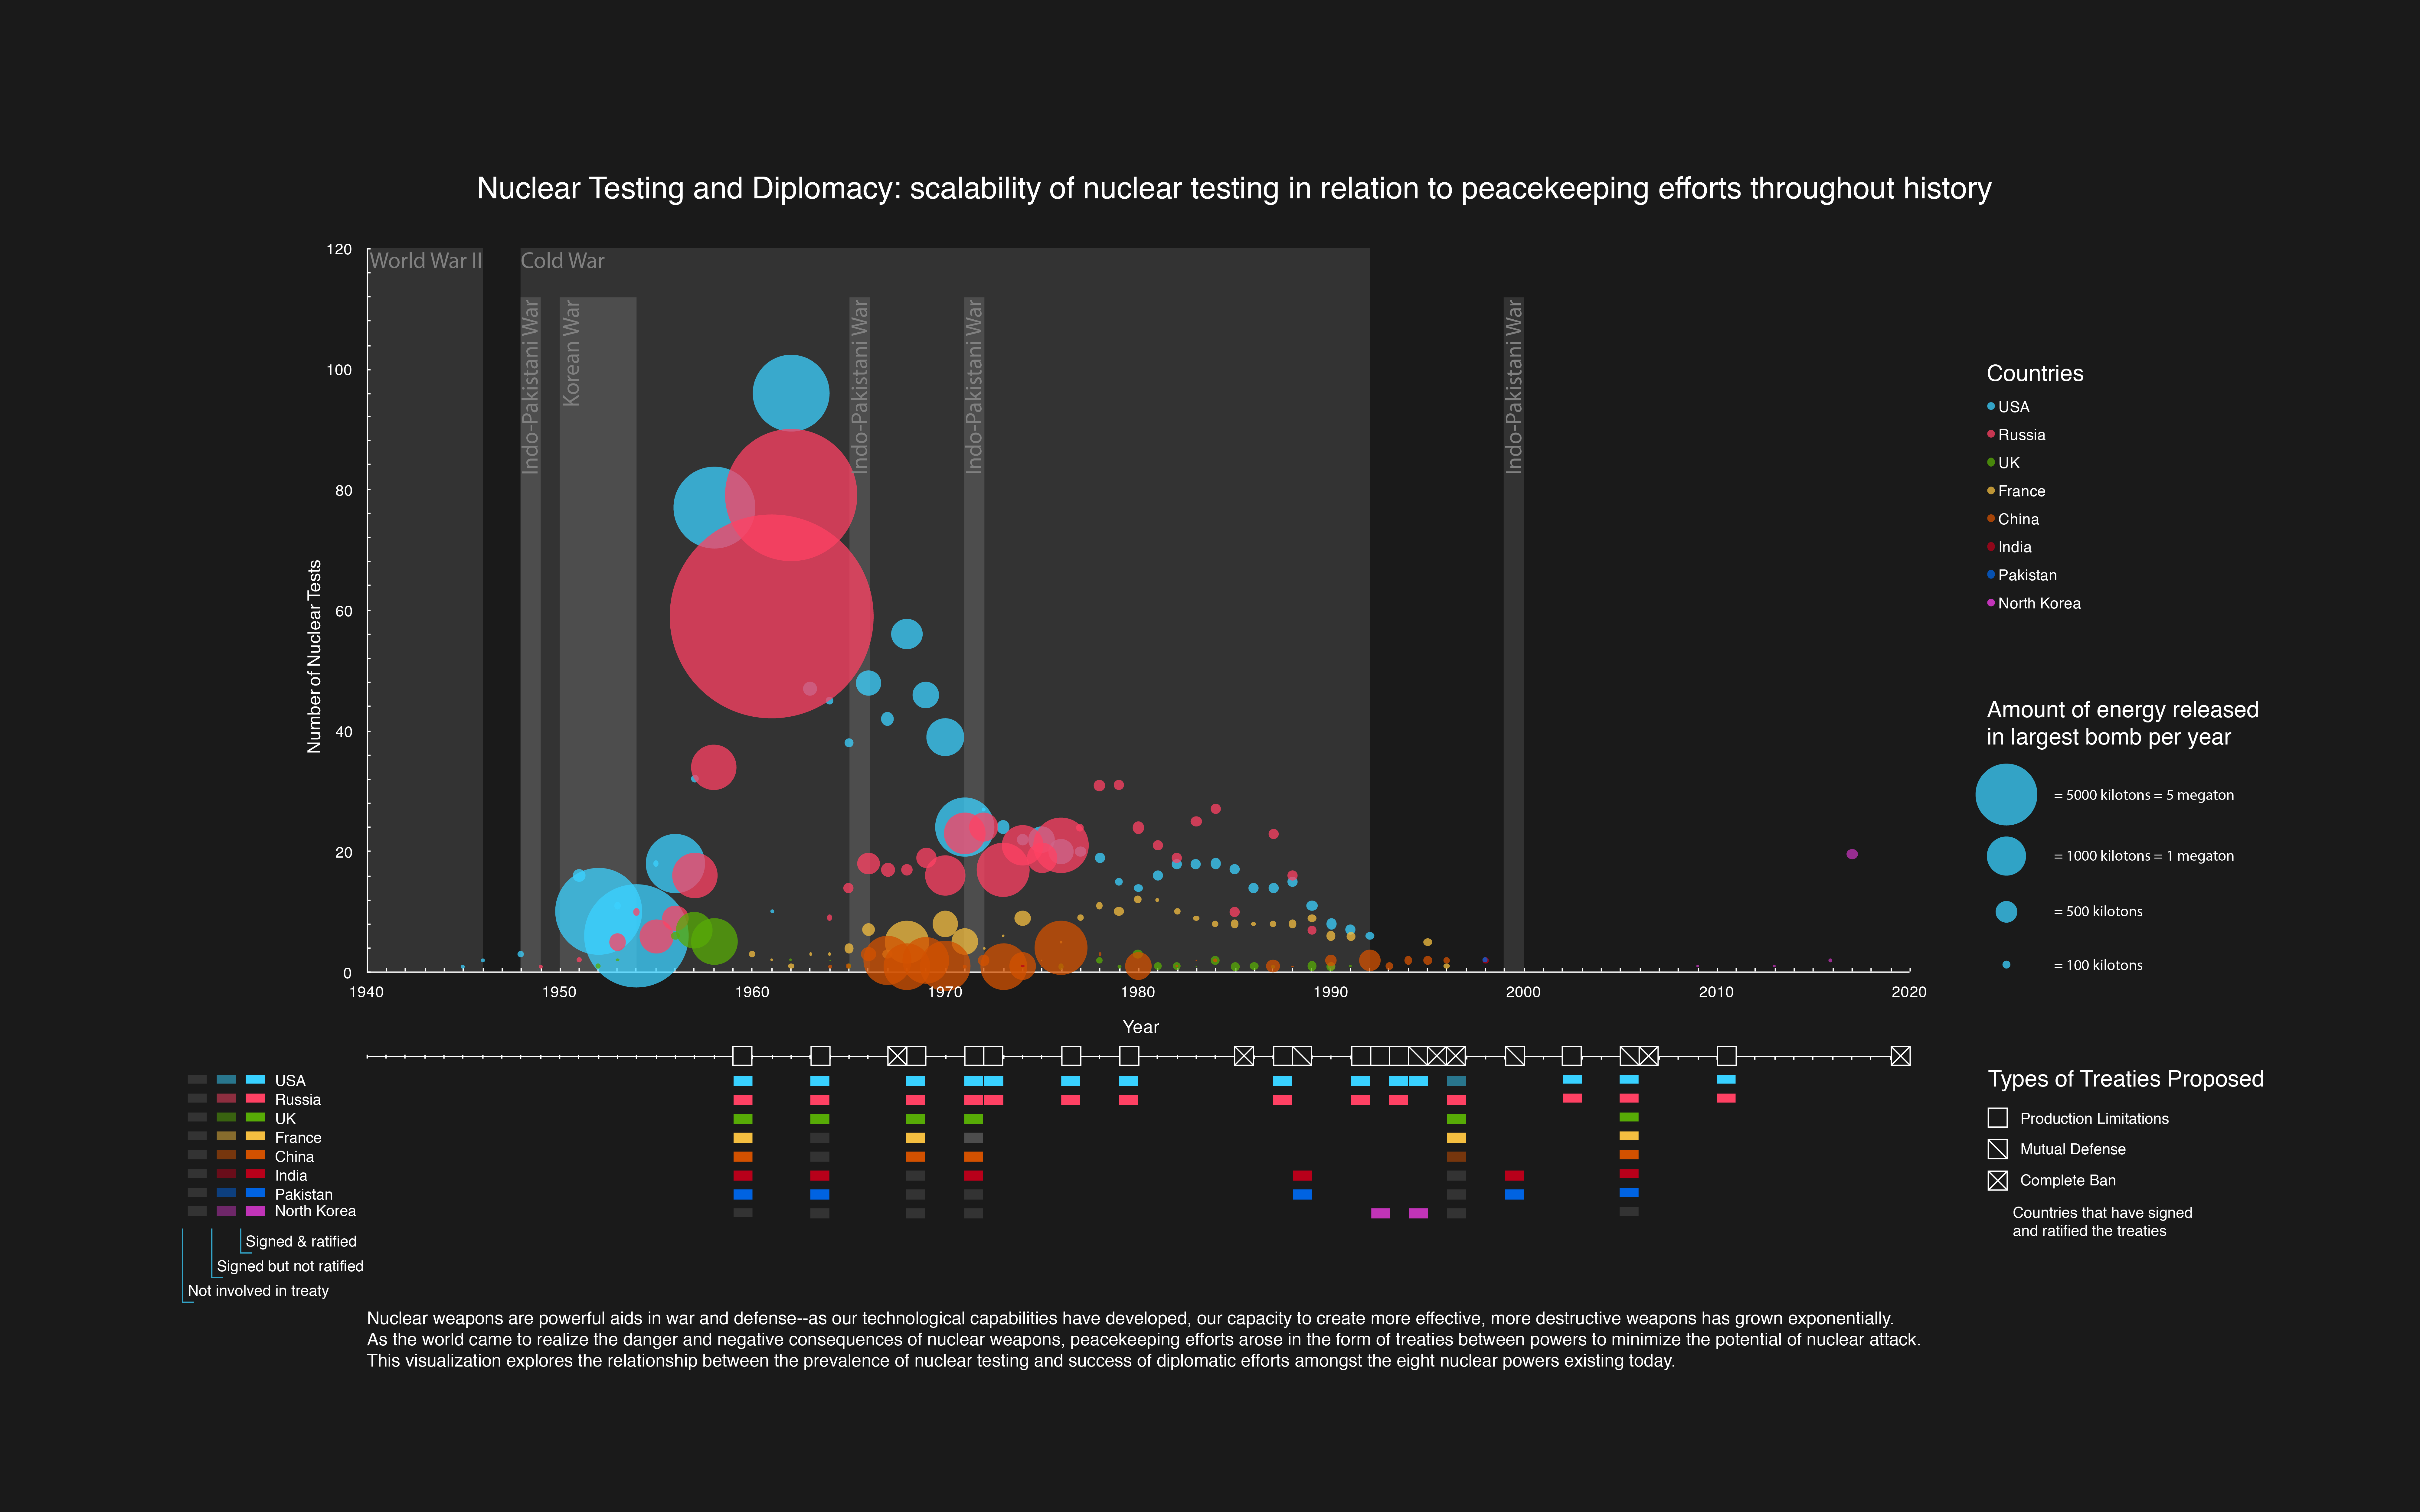 Nuclear Testing and Diplomacy: scalability of nuclear testing in relation to peacekeeping efforts throughout history
120
100
80
60
40
20
0
Number of Nuclear Tests
World War II
Cold War
Indo-Pakistani War
Korean War
Indo-Pakistani War
Indo-Pakistani War
Indo-Pakistani War
1940
1950
1960
1970
1980
1990
2000
2010
2020
Year
Countries
USA
Russia
UK
France
China
India
Pakistan
North Korea
Amount of energy released
in largest bomb per year
= 5000 kilotons = 5 megaton
= 1000 kilotons = 1 megaton
= 500 kilotons
= 100 kilotons
USA
Russia
UK
France
China
India
Pakistan
North Korea
Signed & ratified
Signed but not ratified
Not involved in treaty
Types of Treaties Proposed
Production Limitations
Mutual Defense
Complete Ban
Countries that have signed
and ratified the treaties
Nuclear weapons are powerful aids in war and defense--as our technological capabilities have developed, our capacity to create more effective, more destructive weapons has grown exponentially.
As the world came to realize the danger and negative consequences of nuclear weapons, peacekeeping efforts arose in the form of treaties between powers to minimize the potential of nuclear attack.
This visualization explores the relationship between the prevalence of nuclear testing and success of diplomatic efforts amongst the eight nuclear powers existing today.